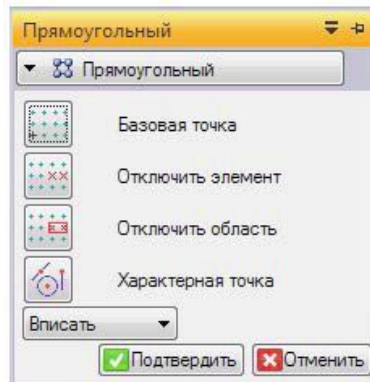 Прямоугольный
Прямоугольный
Базовая точка
Отключить элемент
Отключить область
Характерная точка
Вписать
Подтвердить Отменить